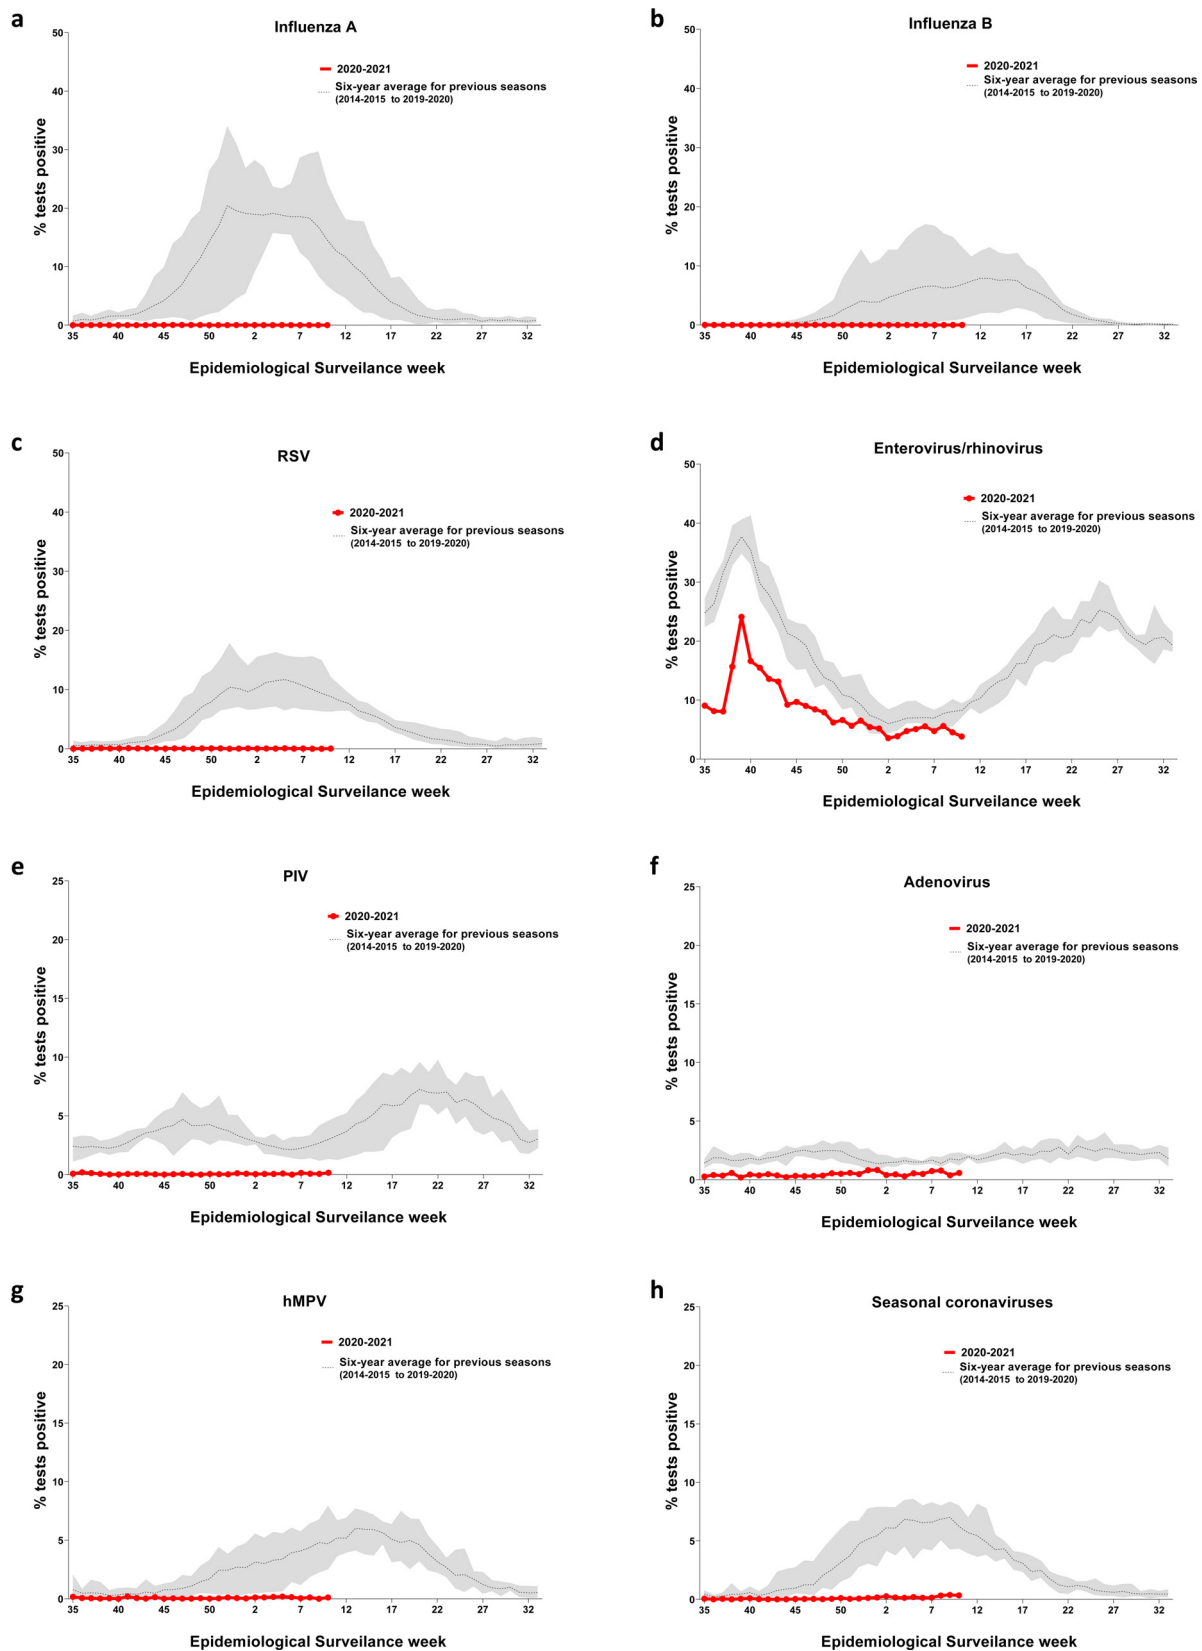 a
Influenza A
50
40
30
20
10
0
% tests positive
2020-2021
Six-year average for previous seasons
(2014-2015 to 2019-2020)
35 40 45 50 2 7 12 17 22 27 32
Epidemiological Surveilance week
b
Influenza B
50
40
30
20
10
0
% tests positive
2020-2021
Six-year average for previous seasons
(2014-2015 to 2019-2020)
35 40 45 50 2 7 12 17 22 27 32
Epidemiological Surveilance week
c
RSV
50
40
30
20
10
0
% tests positive
2020-2021
Six-year average for previous seasons
(2014-2015 to 2019-2020)
35 40 45 50 2 7 12 17 22 27 32
Epidemiological Surveilance week
d
Enterovirus/rhinovirus
50
40
30
20
10
0
% tests positive
2020-2021
Six-year average for previous seasons
(2014-2015 to 2019-2020)
35 40 45 50 2 7 12 17 22 27 32
Epidemiological Surveilance week
e
PIV
25
20
15
10
5
0
% tests positive
2020-2021
Six-year average for previous seasons
(2014-2015 to 2019-2020)
35 40 45 50 2 7 12 17 22 27 32
Epidemiological Surveilance week
f
Adenovirus
25
20
15
10
5
0
% tests positive
2020-2021
Six-year average for previous seasons
(2014-2015 to 2019-2020)
35 40 45 50 2 7 12 17 22 27 32
Epidemiological Surveilance week
g
hMPV
25
20
15
10
5
0
% tests positive
2020-2021
Six-year average for previous seasons
(2014-2015 to 2019-2020)
35 40 45 50 2 7 12 17 22 27 32
Epidemiological Surveilance week
h
Seasonal coronaviruses
25
20
15
10
5
0
% tests positive
2020-2021
Six-year average for previous seasons
(2014-2015 to 2019-2020)
35 40 45 50 2 7 12 17 22 27 32
Epidemiological Surveilance week